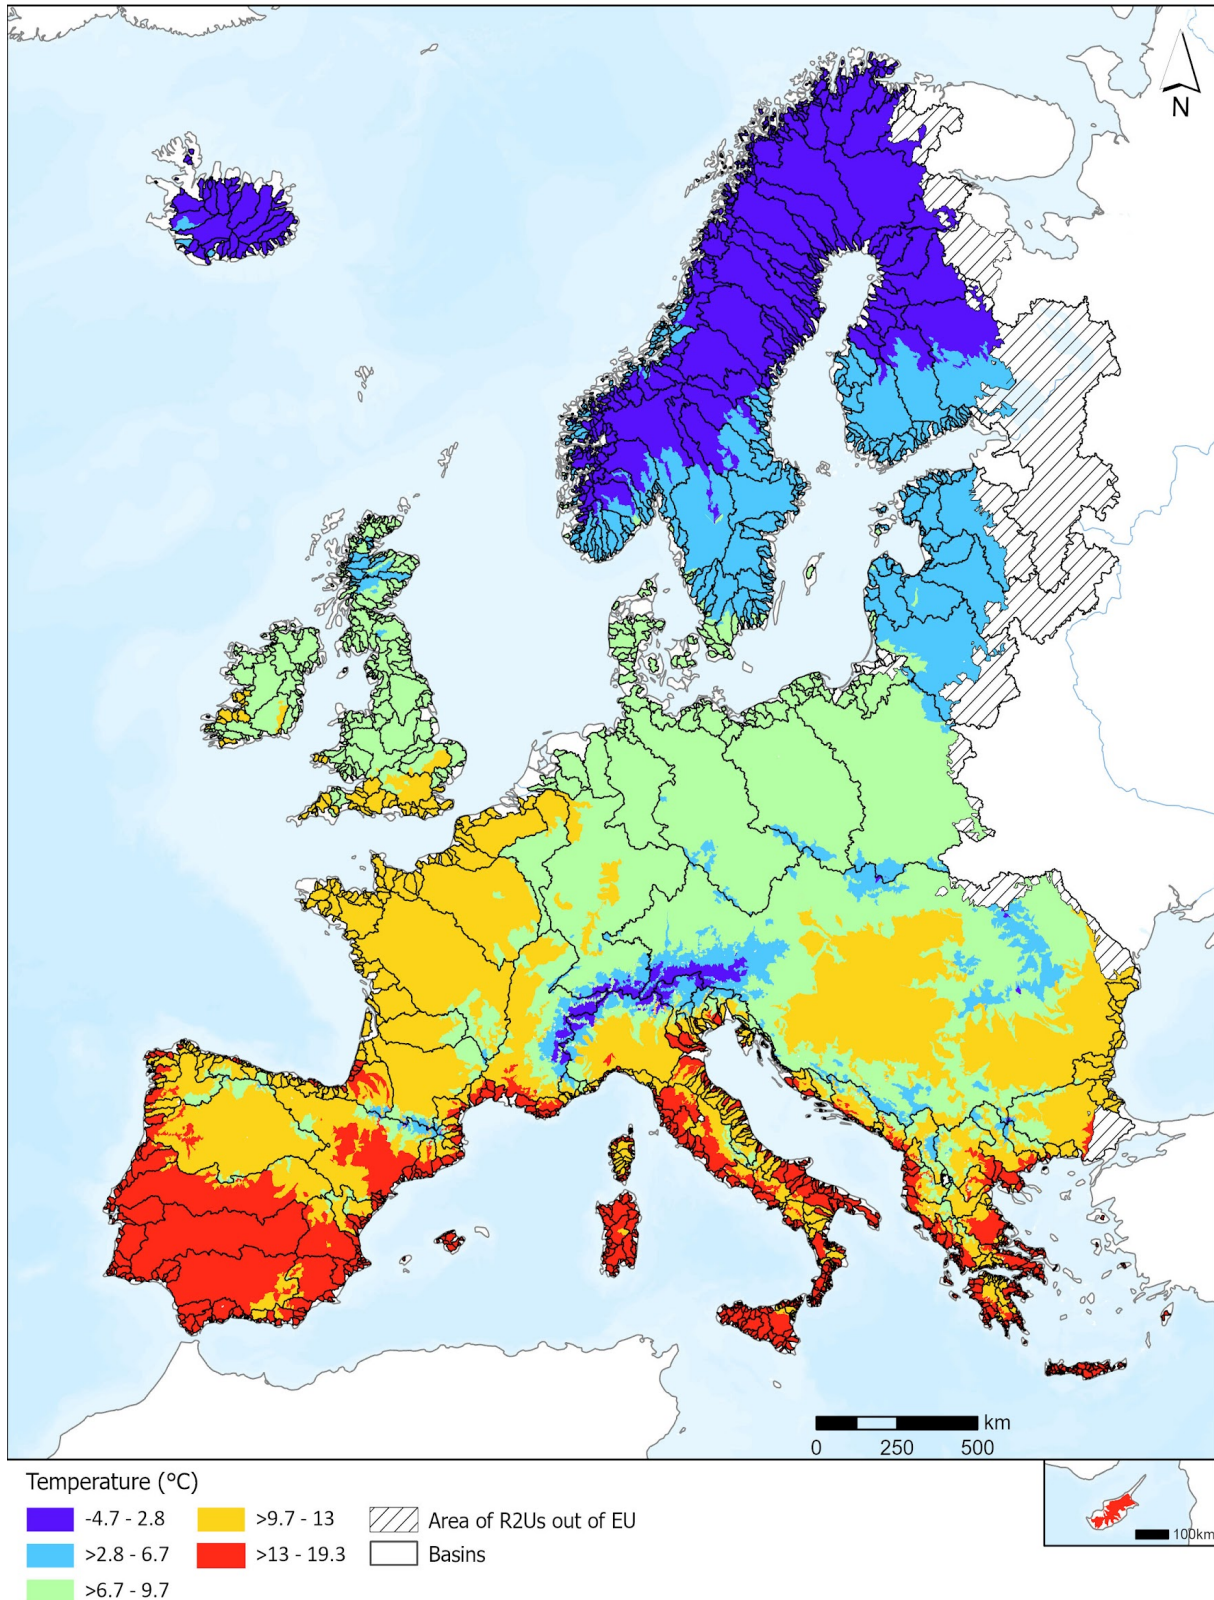 N
km
0 250 500
Temperature (°C)
-4.7 - 2.8
>9.7 - 13
Area of R2Us out of EU
>2.8 - 6.7
>13 - 19.3
Basins
>6.7 - 9.7
100km